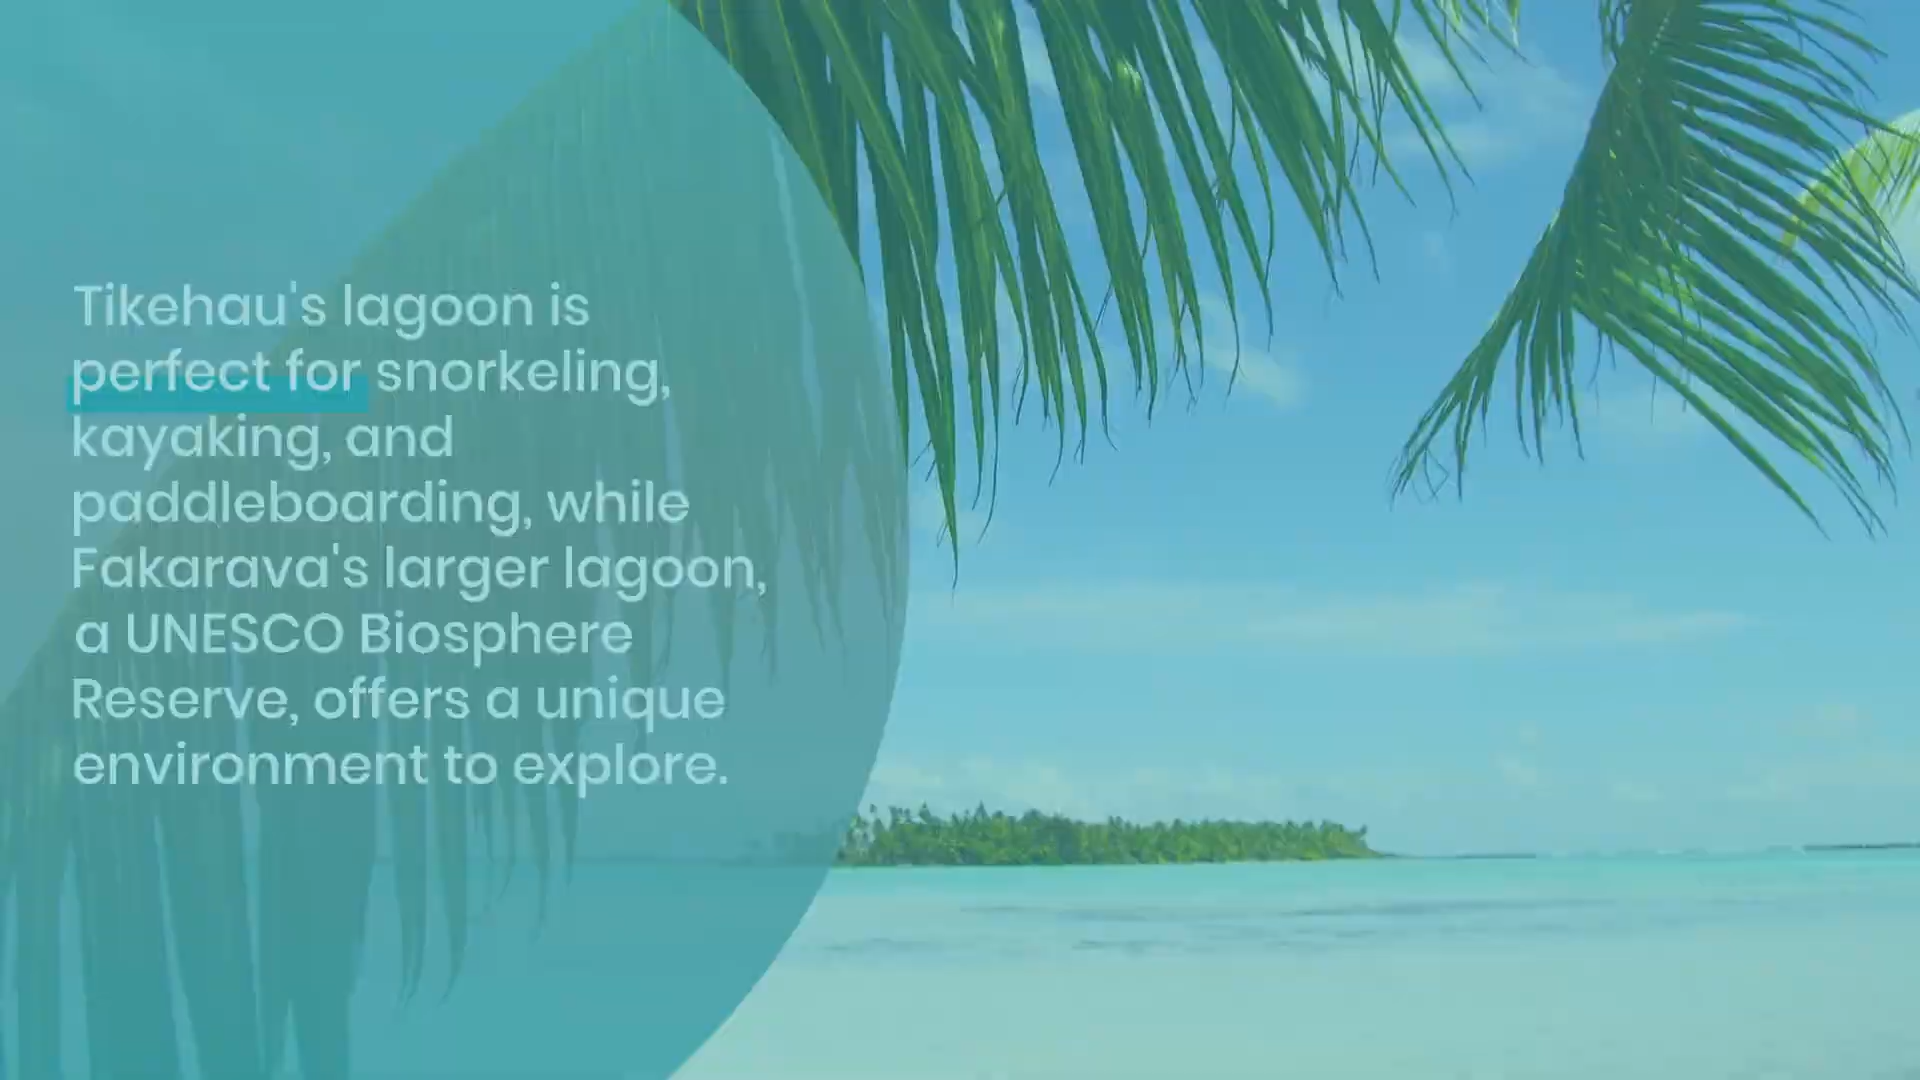 Tikehau's lagoon is
perfect for snorkeling,
kayaking, and
paddleboarding, while
Fakarava's larger lagoon,
a UNESCO Biosphere
Reserve, offers a unique
environment to explore.